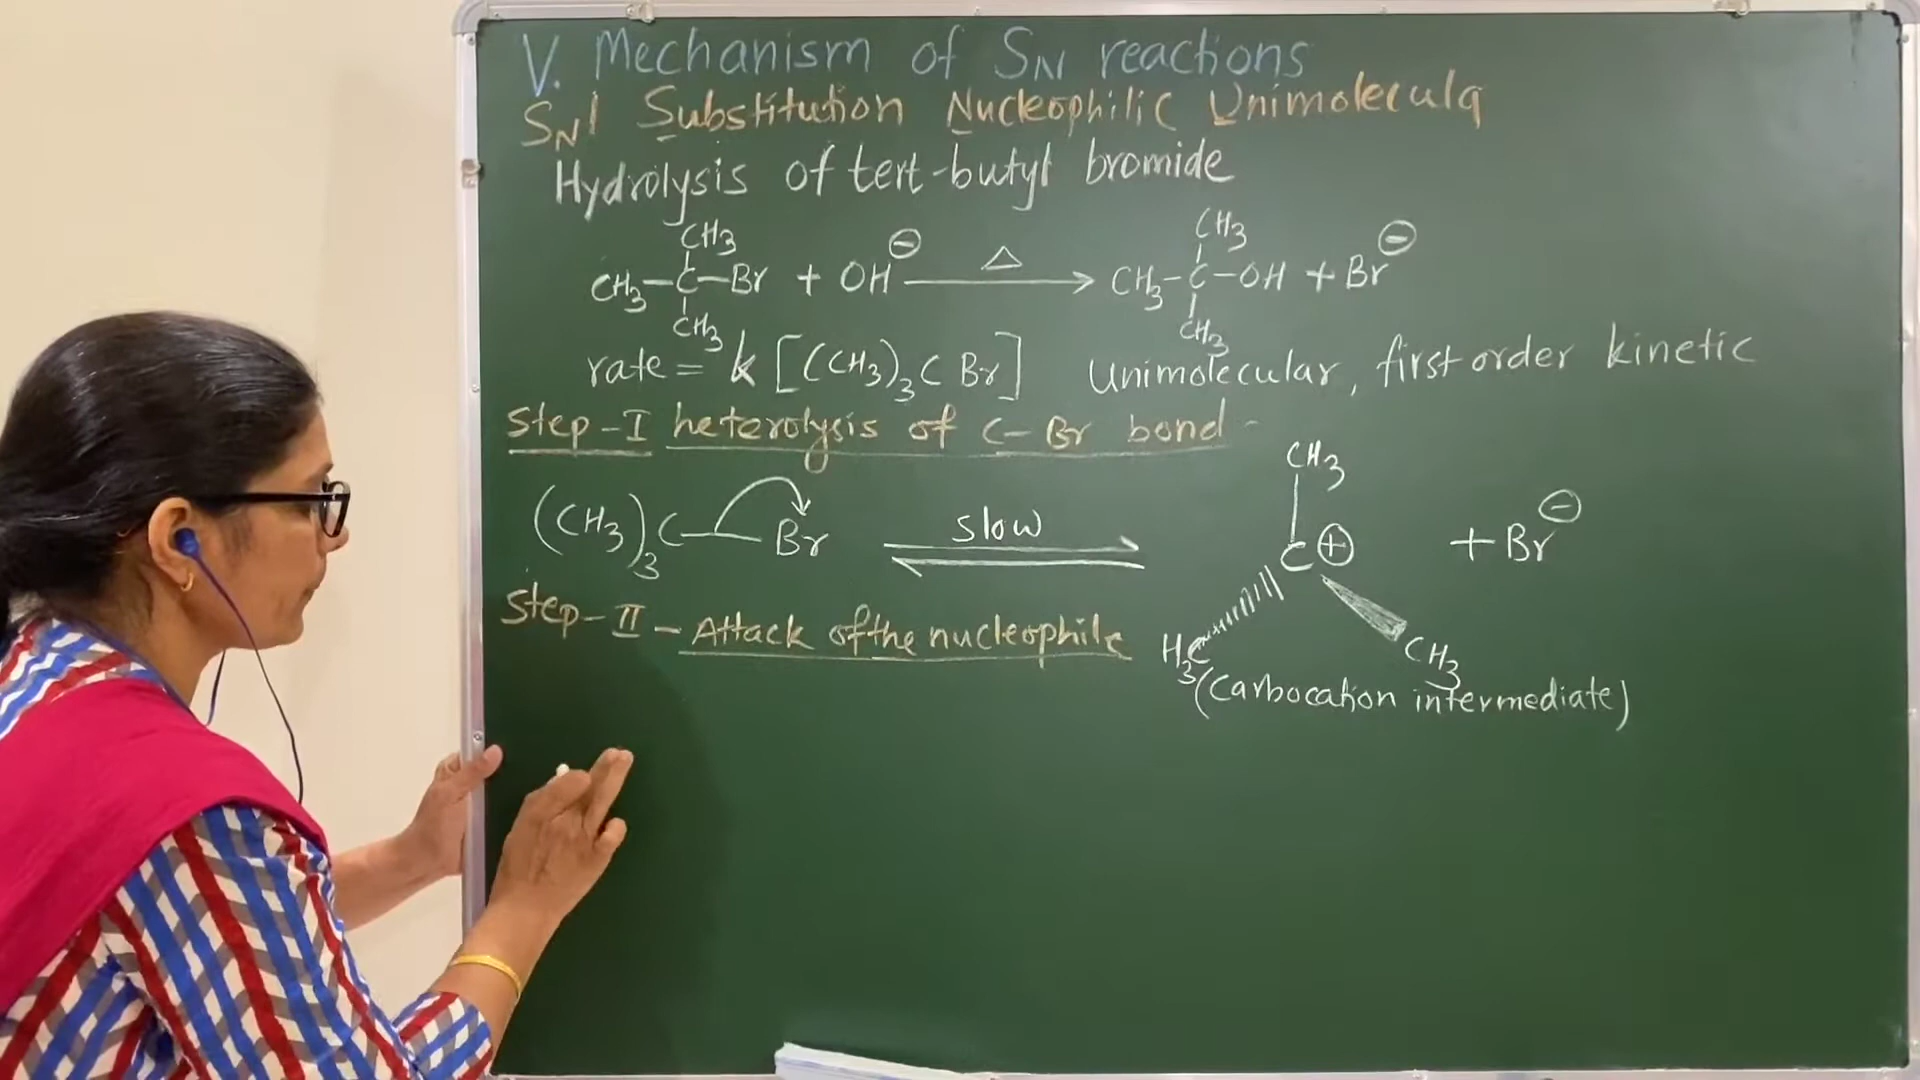 V. Mechanism of SN reactions
SN1 Substitution Nucleophilic Unimolecula
Hydrolysis of tert-butyl bromide
CH3 CH3
CH3-C-Br + OH⊖ △→ CH3-C-OH + Br⊖
CH3 CH3
rate = k [(CH3)3C Br] Unimolecular, first order kinetic
Step-I heterolysis of C-Br bond -
CH3
(CH3)3C—Br slow ⇌ C⊕ + Br⊖
Step-II - Attack of the nucleophile
H3C CH3
(Carbocation intermediate)